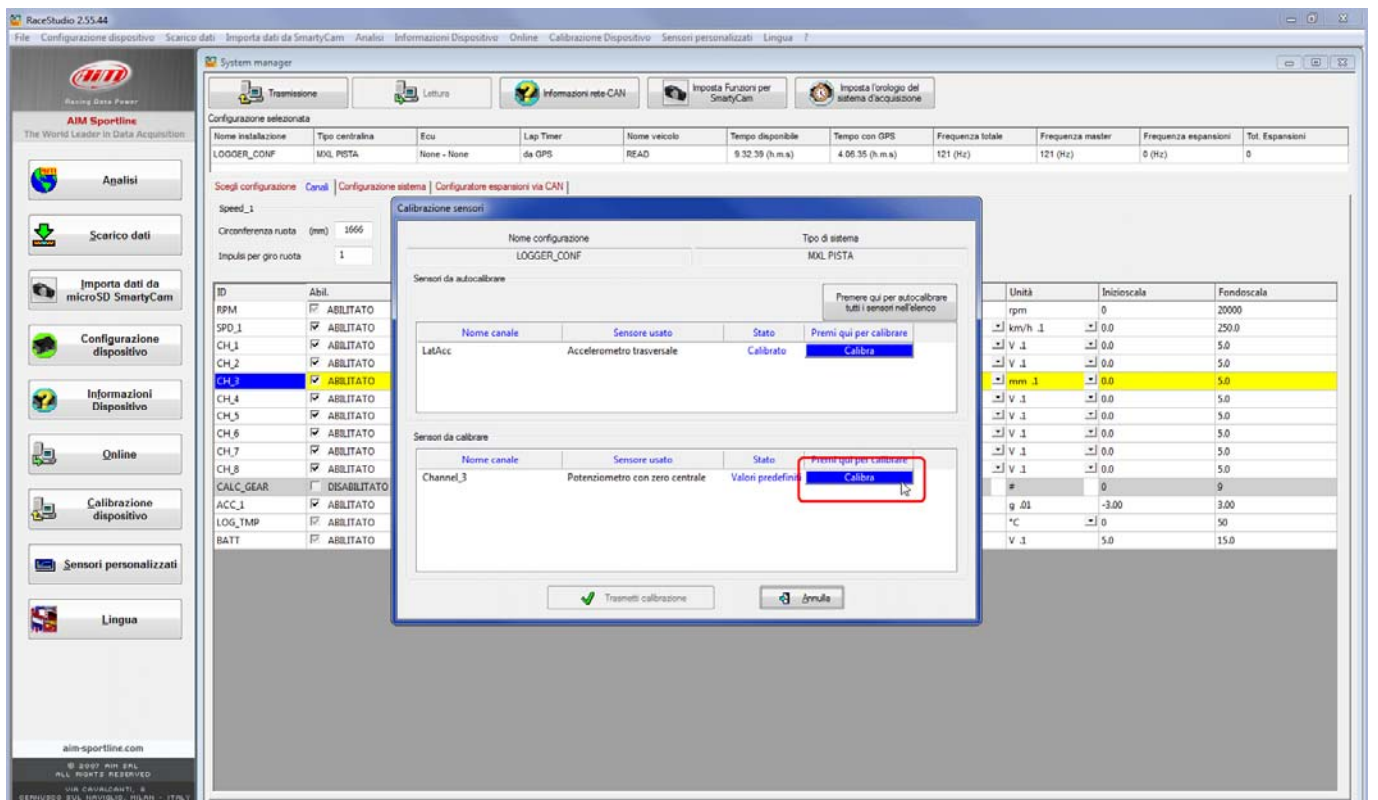 RaceStudio 2.55.44
File Configurazione dispositivo Scarico dati Importa dati da SmartyCam Analisi Informazioni Dispositivo Online Calibrazione Dispositivo Sensori personalizzati Lingua ?
AiM
Racing Data Power
AIM Sportline
The World Leader in Data Acquisition
Analisi
Scarico dati
Importa dati da
microSD SmartyCam
Configurazione
dispositivo
Informazioni
Dispositivo
Online
Calibrazione
dispositivo
Sensori personalizzati
Lingua
aim-sportline.com
© 2007 AIM SRL
ALL RIGHTS RESERVED
VIA CAVALCANTI, 8
CERNUSCO SUL NAVIGLIO, MILAN - ITALY
System manager
Trasmissione
Lettura
Informazioni rete CAN
Imposta Funzioni per
SmartyCam
Imposta l'orologio del
sistema d'acquisizione
Configurazione selezionata
Nome installazione Tipo centralina Ecu Lap Timer Nome veicolo Tempo disponibile Tempo con GPS Frequenza totale Frequenza master Frequenza espansioni Tot. Espansioni
LOGGER_CONF MXL PISTA None - None da GPS READ 9.32.39 (h.m.s) 4.06.35 (h.m.s) 121 (Hz) 121 (Hz) 0 (Hz) 0
Scegli configurazione Canali Configurazione sistema Configuratore espansioni via CAN
Speed_1
Circonferenza ruota (mm) 1666
Impulsi per giro ruota 1
ID Abil. Unità Inizioscala Fondoscala
RPM ABILITATO rpm 0 20000
SPD_1 ABILITATO km/h .1 0.0 250.0
CH_1 ABILITATO V .1 0.0 5.0
CH_2 ABILITATO V .1 0.0 5.0
CH_3 ABILITATO mm .1 0.0 5.0
CH_4 ABILITATO V .1 0.0 5.0
CH_5 ABILITATO V .1 0.0 5.0
CH_6 ABILITATO V .1 0.0 5.0
CH_7 ABILITATO V .1 0.0 5.0
CH_8 ABILITATO V .1 0.0 5.0
CALC_GEAR DISABILITATO # 0 9
ACC_1 ABILITATO g .01 -3.00 3.00
LOG_TMP ABILITATO °C 0 50
BATT ABILITATO V .1 5.0 15.0
Calibrazione sensori
Nome configurazione Tipo di sistema
LOGGER_CONF MXL PISTA
Sensori da autocalibrare
Premere qui per autocalibrare
tutti i sensori nell'elenco
Nome canale Sensore usato Stato Premi qui per calibrare
LatAcc Accelerometro trasversale Calibrato Calibra
Sensori da calibrare
Nome canale Sensore usato Stato Premi qui per calibrare
Channel_3 Potenziometro con zero centrale Valori predefiniti Calibra
Trasmetti calibrazione
Annulla